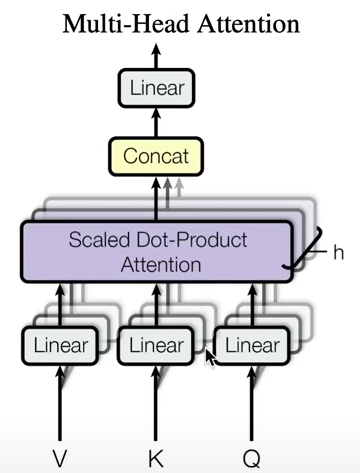 Multi-Head Attention
Linear
Concat
Scaled Dot-Product
Attention
h
Linear Linear Linear
V K Q